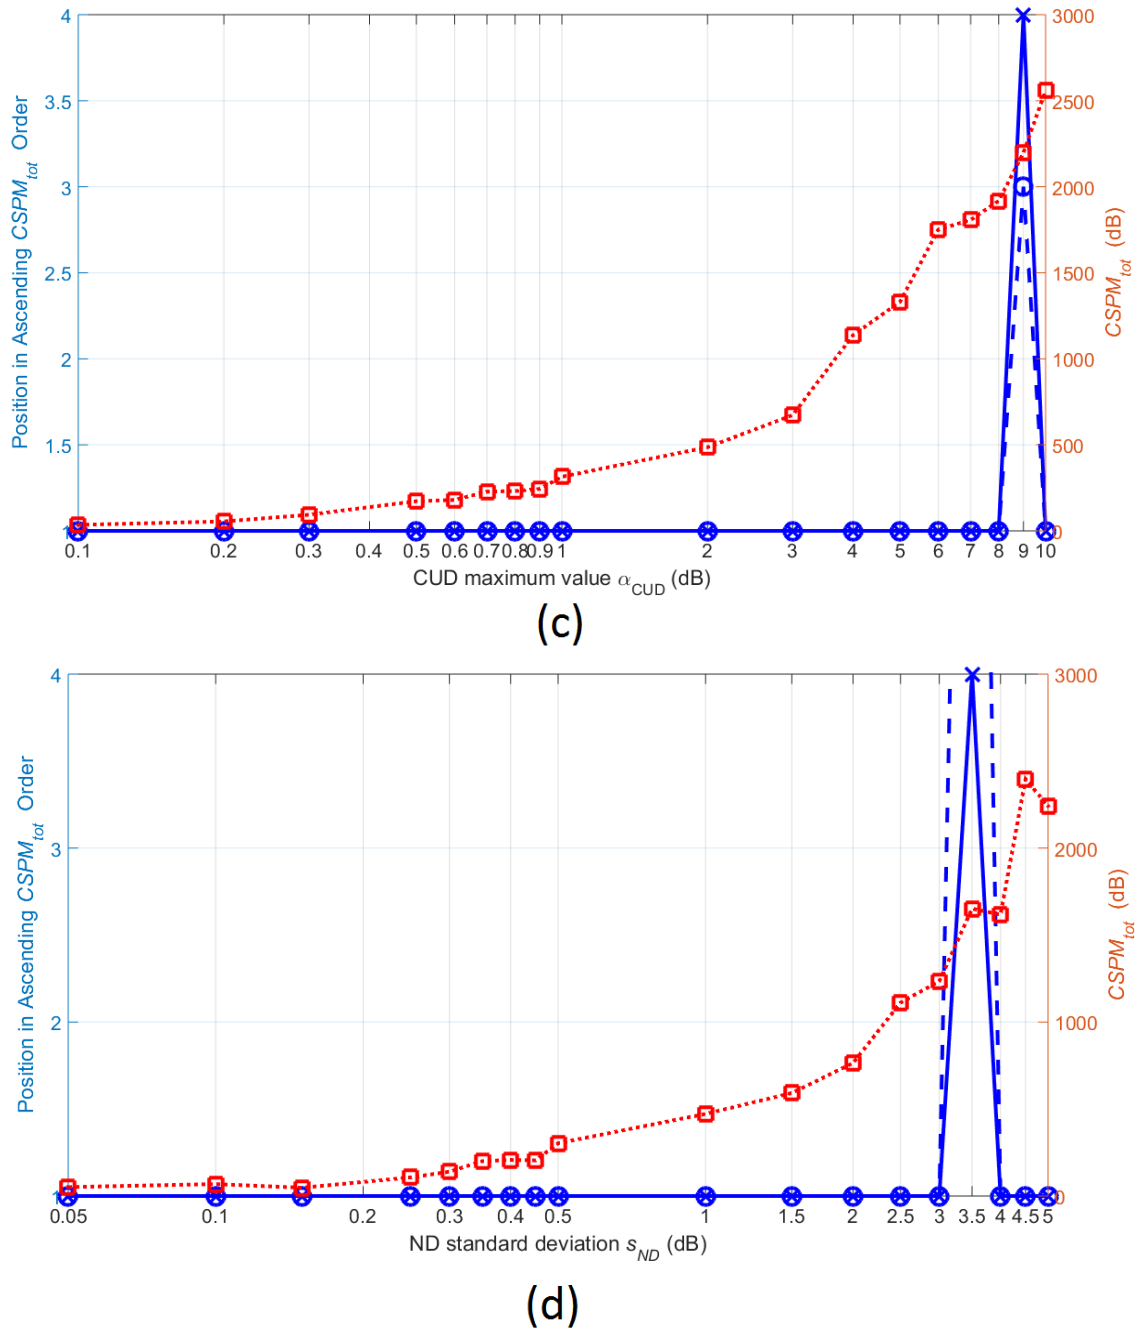 4
3.5
3
2.5
2
1.5
1
Position in Ascending CSPM_tot Order
3000
2500
2000
1500
1000
500
0
CSPM_tot (dB)
0.1 0.2 0.3 0.4 0.5 0.6 0.7 0.8 0.9 1 2 3 4 5 6 7 8 9 10
CUD maximum value α_CUD (dB)
(c)
4
3
2
1
Position in Ascending CSPM_tot Order
3000
2000
1000
0
CSPM_tot (dB)
0.05 0.1 0.2 0.3 0.4 0.5 1 1.5 2 2.5 3 3.5 4 4.5 5
ND standard deviation s_ND (dB)
(d)